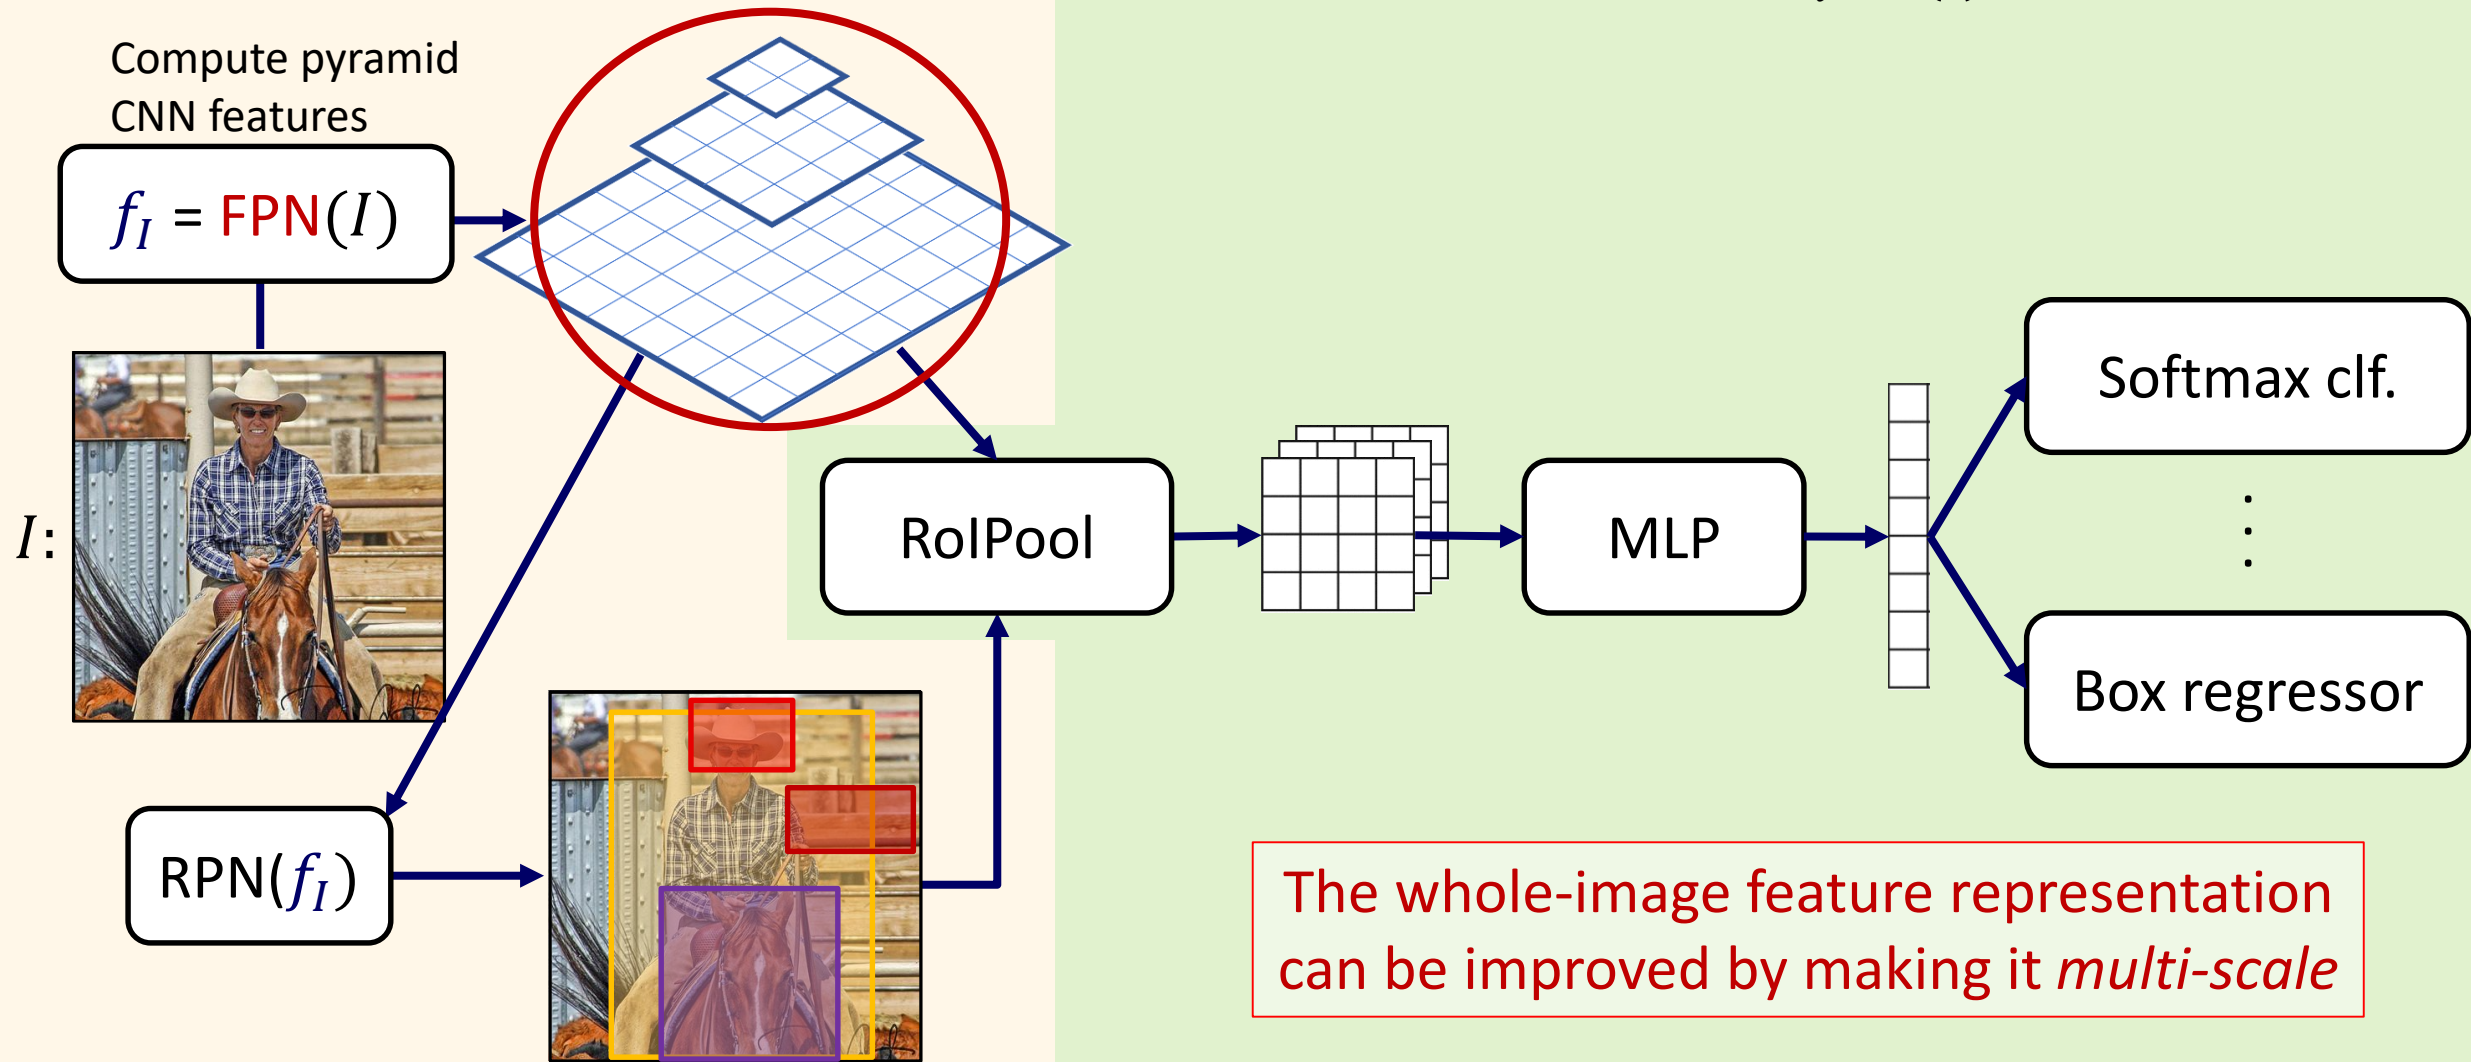 Compute pyramid
CNN features
f_I = FPN(I)
I:
RPN(f_I)
RoIPool
MLP
Softmax clf.
⋮
Box regressor
The whole-image feature representation
can be improved by making it multi-scale